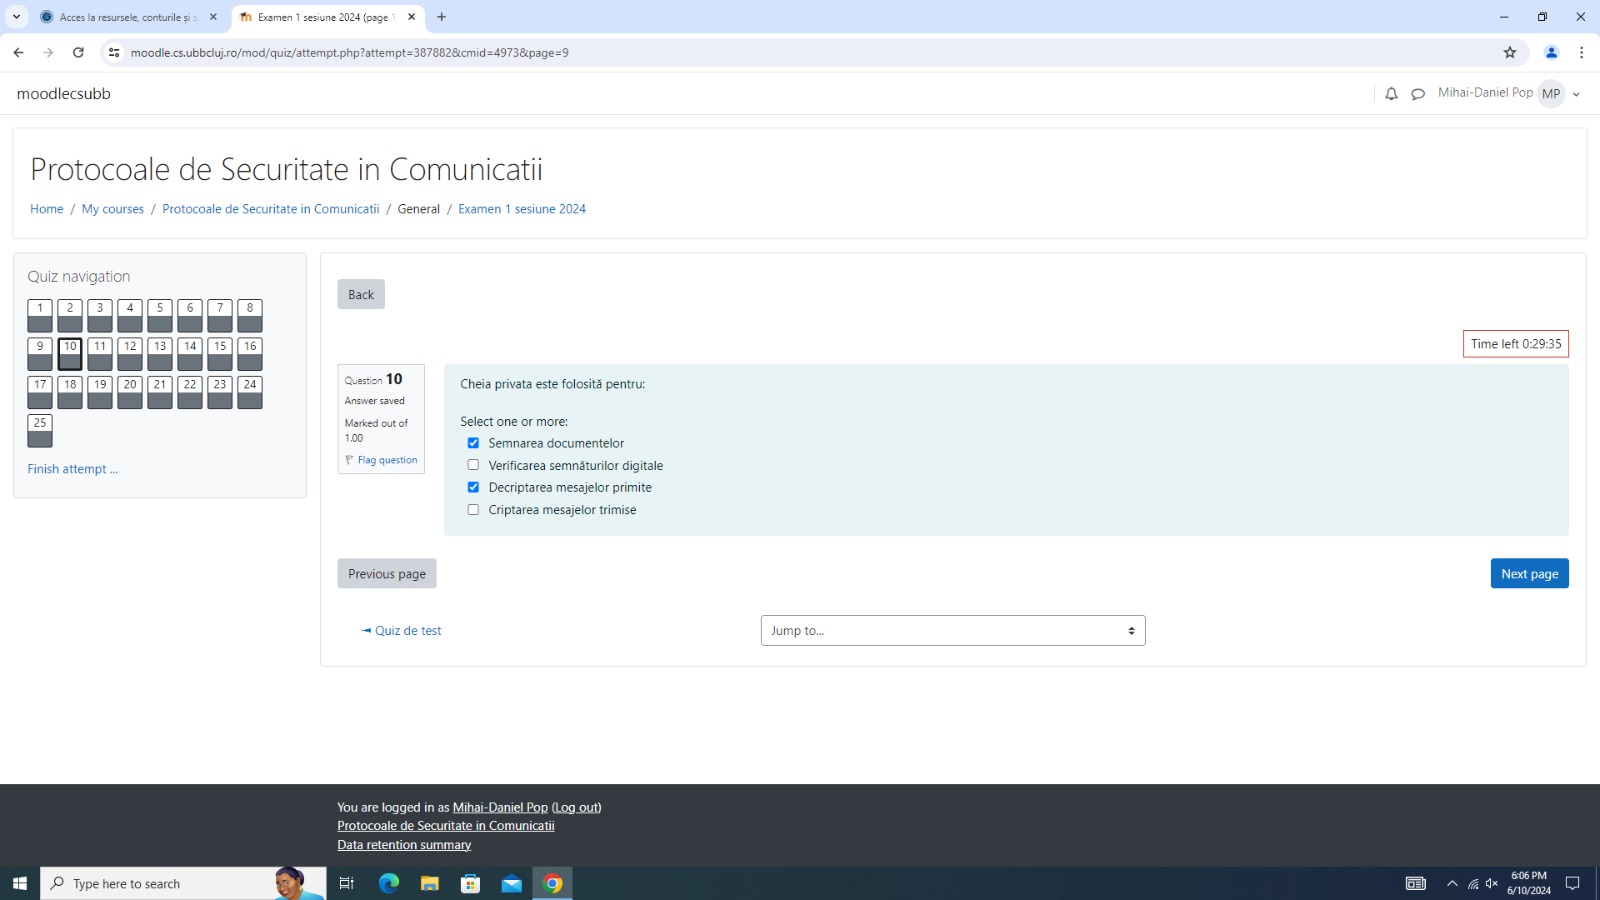 Acces la resursele, conturile și s
Examen 1 sesiune 2024 (page 1
moodle.cs.ubbcluj.ro/mod/quiz/attempt.php?attempt=387882&cmid=4973&page=9
moodlecsubb
Mihai-Daniel Pop MP
Protocoale de Securitate in Comunicatii
Home / My courses / Protocoale de Securitate in Comunicatii / General / Examen 1 sesiune 2024
Quiz navigation
1 2 3 4 5 6 7 8
9 10 11 12 13 14 15 16
17 18 19 20 21 22 23 24
25
Finish attempt ...
Back
Time left 0:29:35
Question 10
Answer saved
Marked out of
1.00
Flag question
Cheia privata este folosită pentru:
Select one or more:
Semnarea documentelor
Verificarea semnăturilor digitale
Decriptarea mesajelor primite
Criptarea mesajelor trimise
Previous page
Next page
◄ Quiz de test
Jump to...
You are logged in as Mihai-Daniel Pop (Log out)
Protocoale de Securitate in Comunicatii
Data retention summary
Type here to search
6:06 PM
6/10/2024